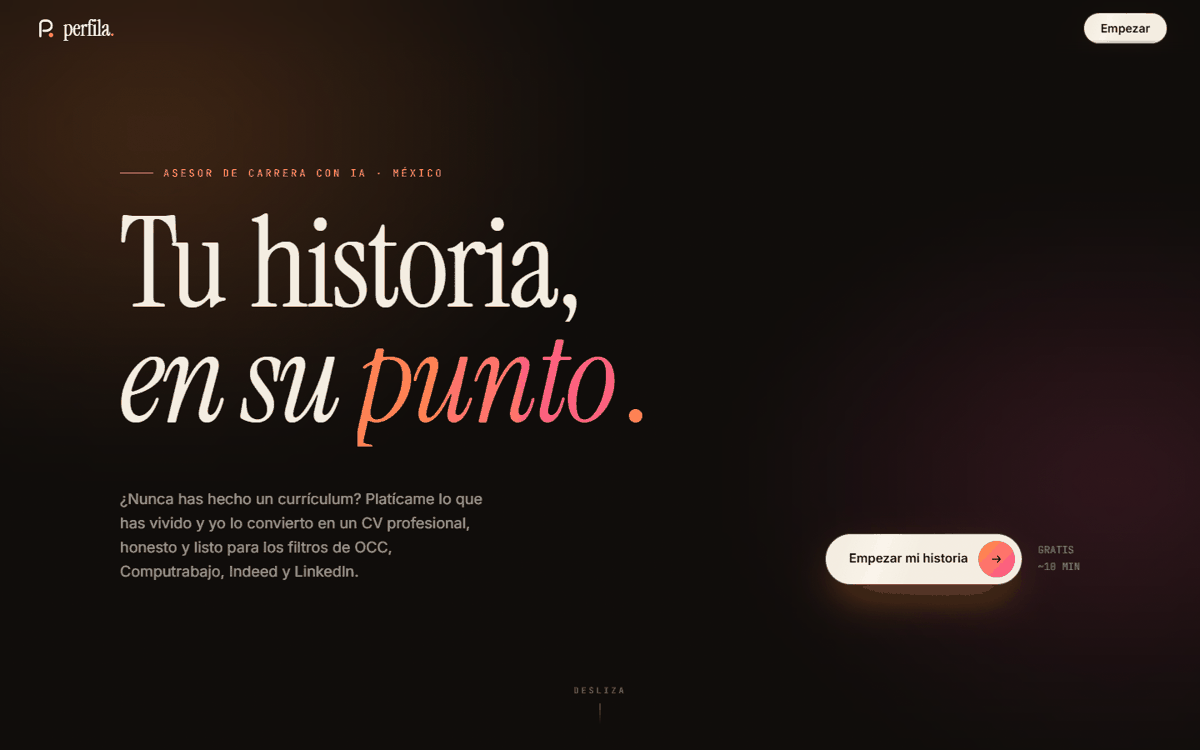 perfila.
Empezar
ASESOR DE CARRERA CON IA · MÉXICO
Tu historia,
en su punto.
¿Nunca has hecho un currículum? Platícame lo que
has vivido y yo lo convierto en un CV profesional,
honesto y listo para los filtros de OCC,
Computrabajo, Indeed y LinkedIn.
Empezar mi historia →
GRATIS
~10 MIN
DESLIZA